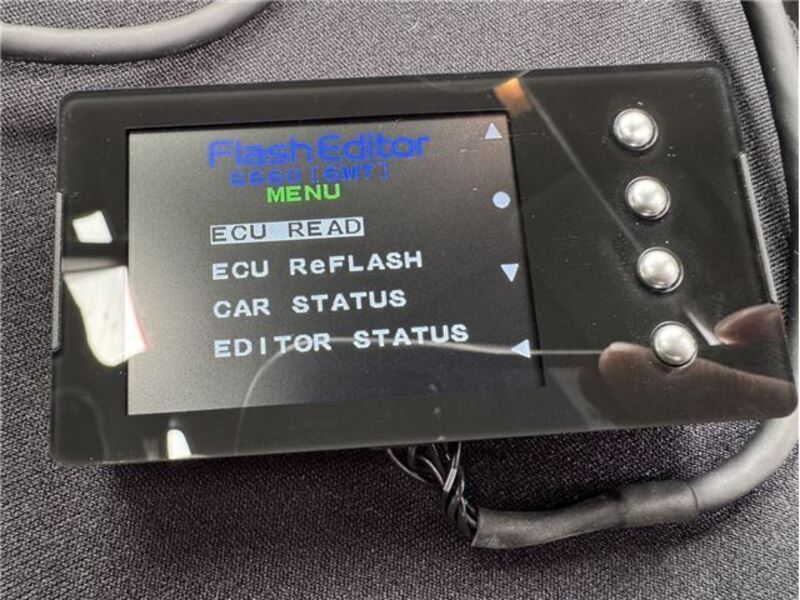 FlashEditor
S660[6MT]
MENU
ECU READ
ECU ReFLASH
CAR STATUS
EDITOR STATUS